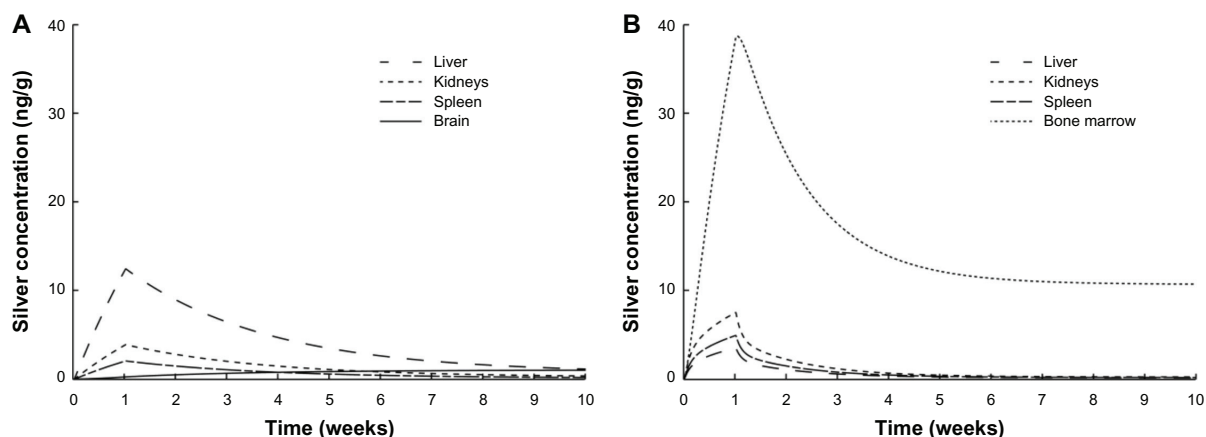 A
Silver concentration (ng/g)
40
30
20
10
0
Liver
Kidneys
Spleen
Brain
0 1 2 3 4 5 6 7 8 9 10
Time (weeks)
B
Silver concentration (ng/g)
40
30
20
10
0
Liver
Kidneys
Spleen
Bone marrow
0 1 2 3 4 5 6 7 8 9 10
Time (weeks)